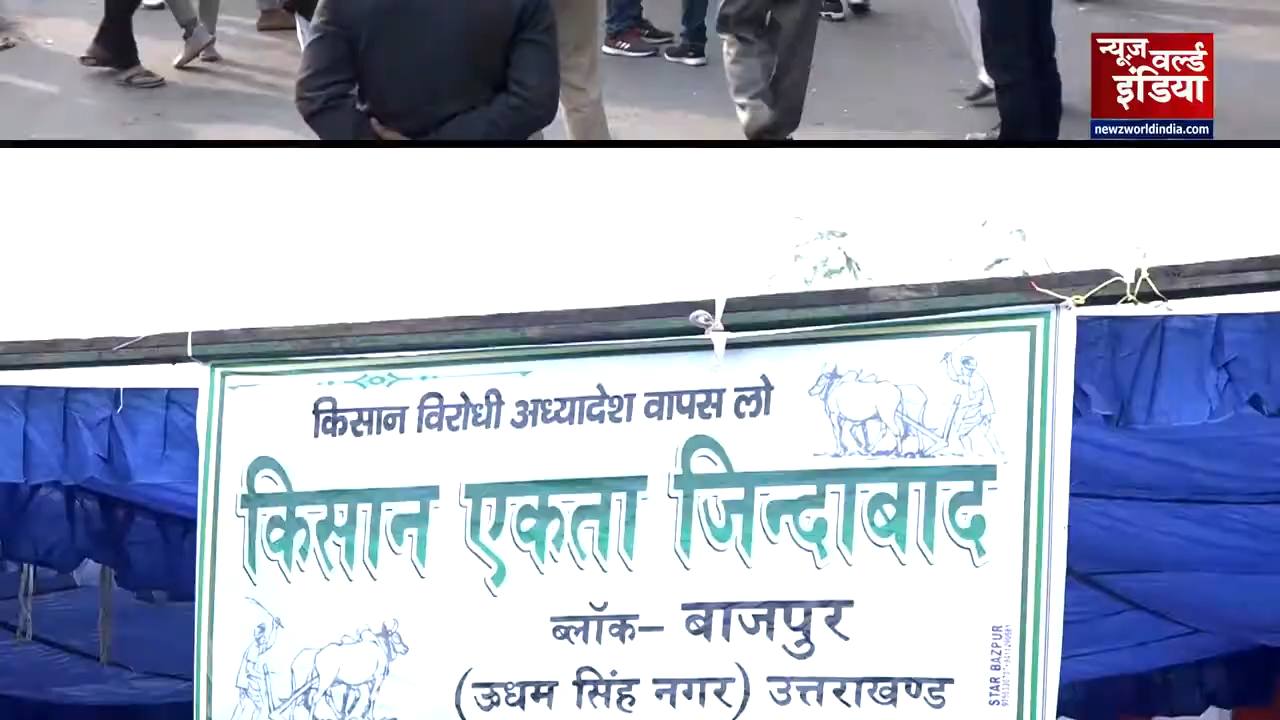 न्यूज़ वर्ल्ड
इंडिया
newzworldindia.com
किसान विरोधी अध्यादेश वापस लो
किसान एकता जिन्दाबाद
ब्लॉक– बाजपुर
(ऊधम सिंह नगर) उत्तराखण्ड
STAR BAZPUR